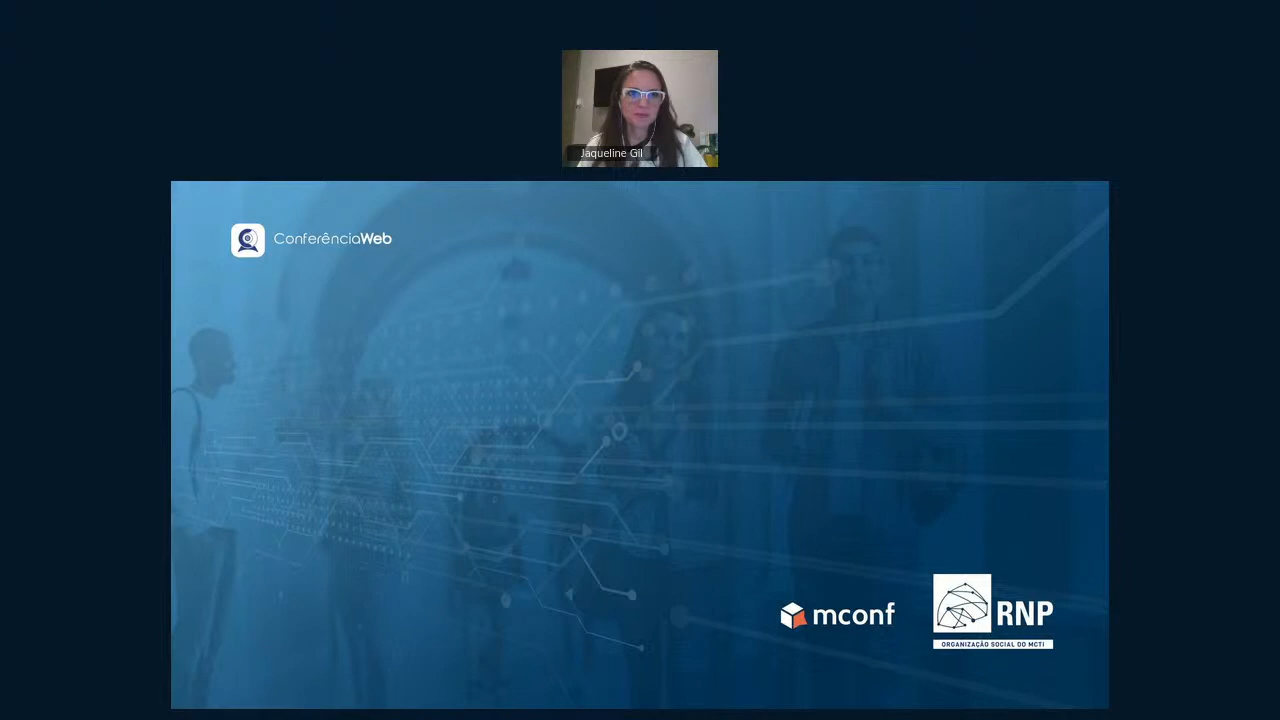 Jaqueline Gil
ConferênciaWeb
mconf
RNP
ORGANIZAÇÃO SOCIAL DO MCTI